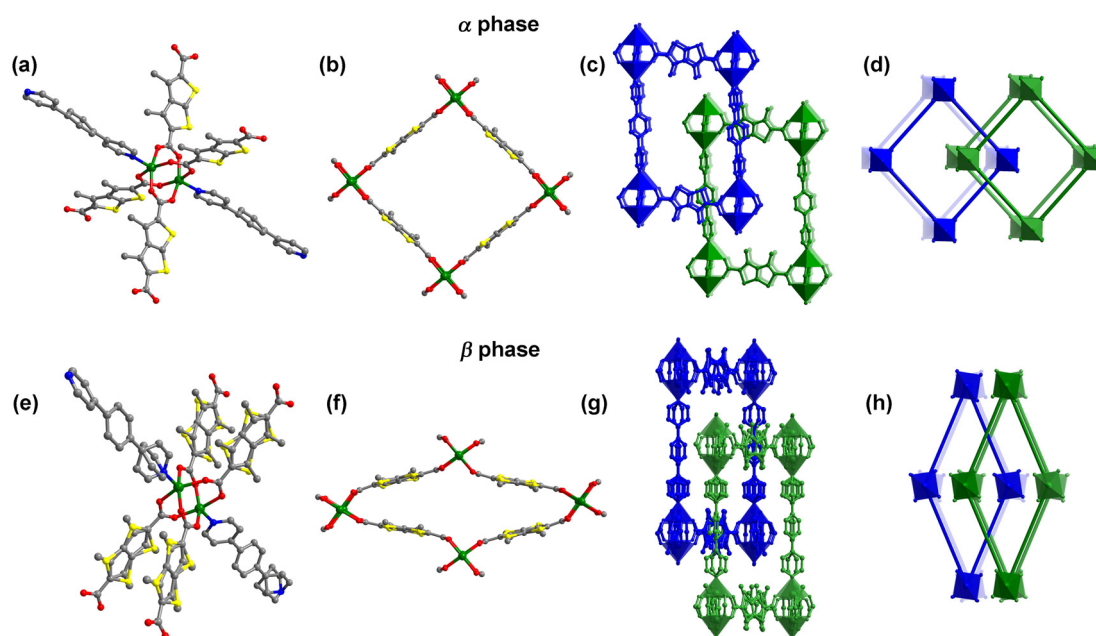 α phase
(a)
(b)
(c)
(d)
β phase
(e)
(f)
(g)
(h)